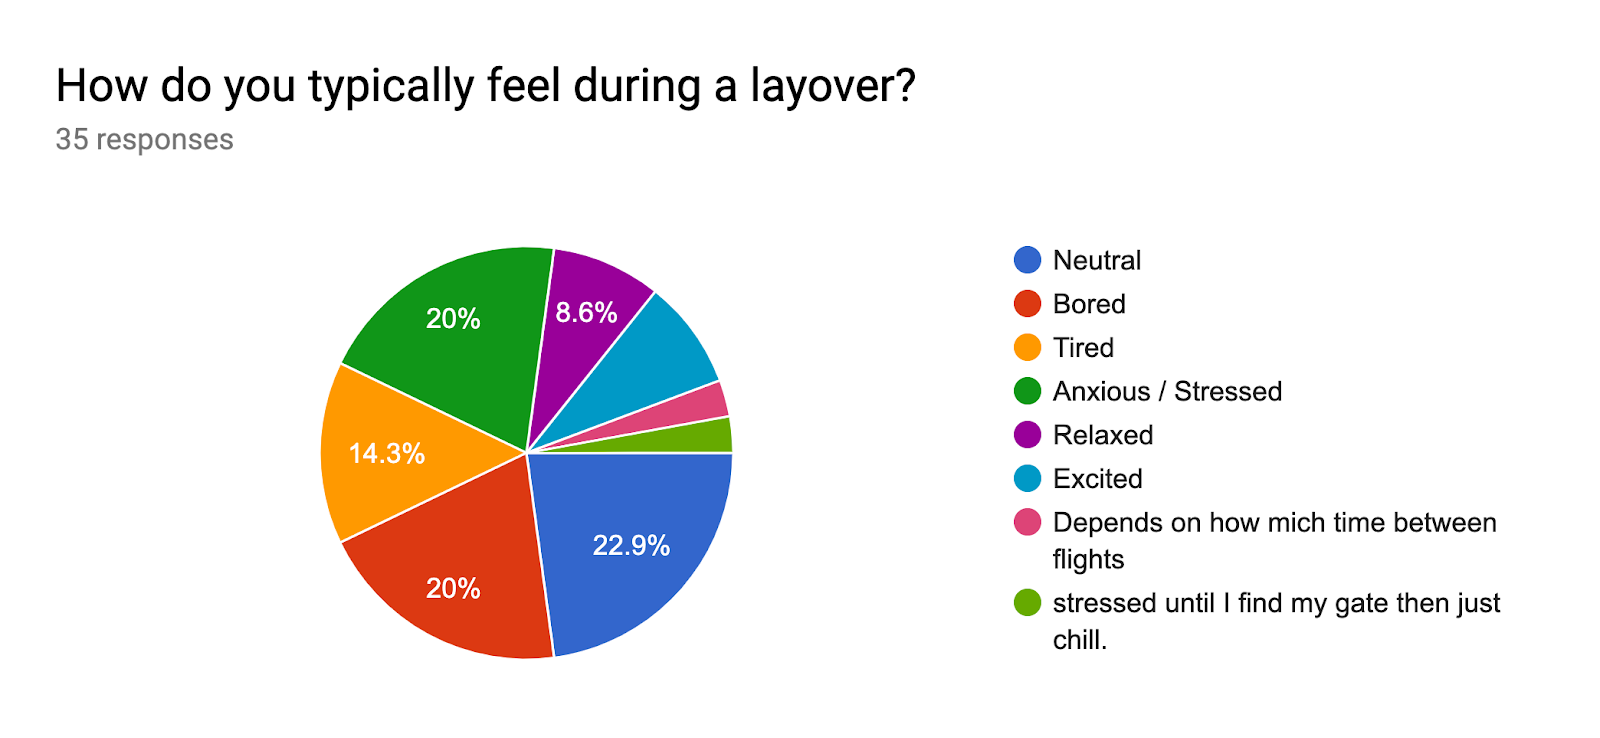 How do you typically feel during a layover?
35 responses
20%
8.6%
14.3%
20%
22.9%
Neutral
Bored
Tired
Anxious / Stressed
Relaxed
Excited
Depends on how mich time between
flights
stressed until I find my gate then just
chill.